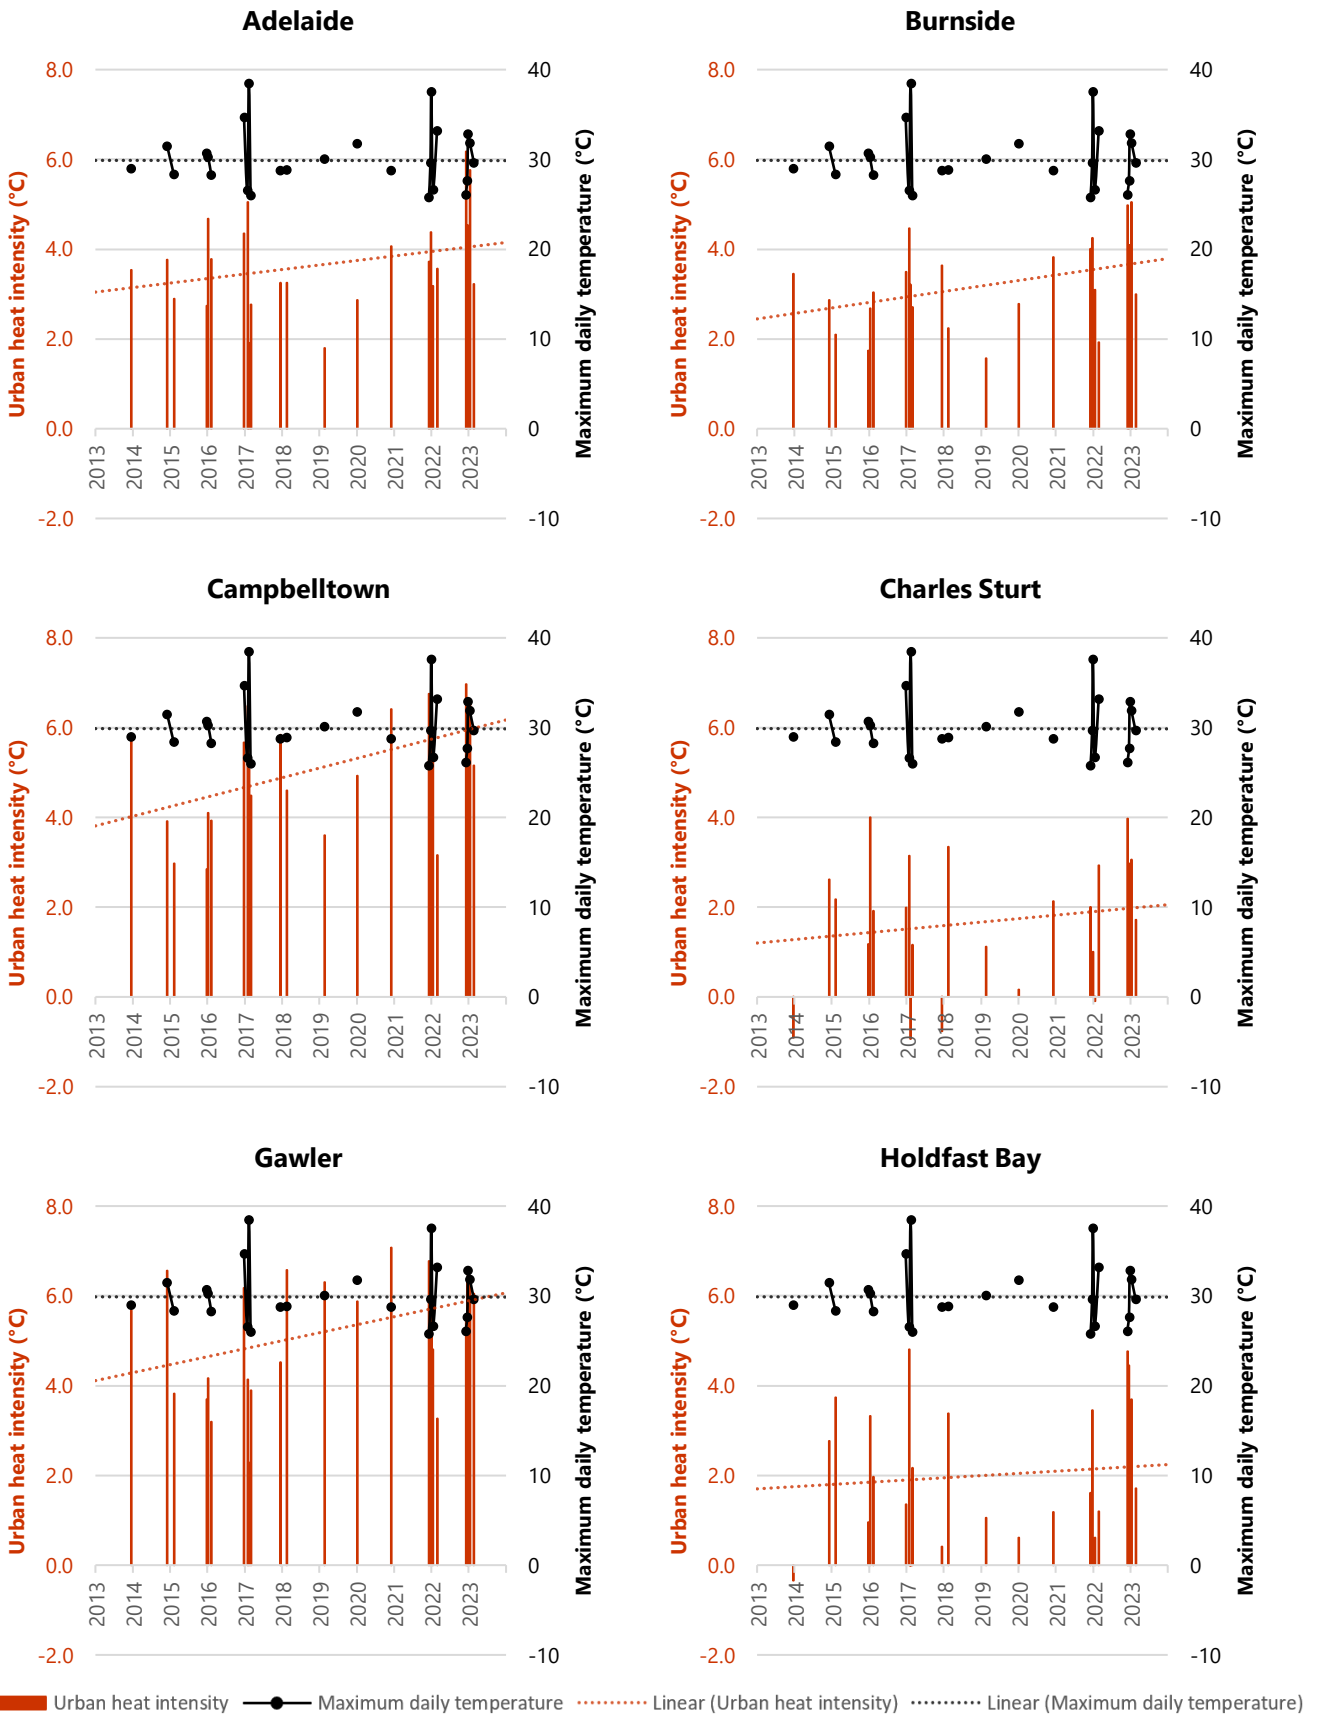 Adelaide
8.0
6.0
4.0
2.0
0.0
-2.0
40
30
20
10
0
-10
Urban heat intensity (°C)
Maximum daily temperature (°C)
2013 2014 2015 2016 2017 2018 2019 2020 2021 2022 2023
Burnside
8.0
6.0
4.0
2.0
0.0
-2.0
40
30
20
10
0
-10
Urban heat intensity (°C)
Maximum daily temperature (°C)
2013 2014 2015 2016 2017 2018 2019 2020 2021 2022 2023
Campbelltown
8.0
6.0
4.0
2.0
0.0
-2.0
40
30
20
10
0
-10
Urban heat intensity (°C)
Maximum daily temperature (°C)
2013 2014 2015 2016 2017 2018 2019 2020 2021 2022 2023
Charles Sturt
8.0
6.0
4.0
2.0
0.0
-2.0
40
30
20
10
0
-10
Urban heat intensity (°C)
Maximum daily temperature (°C)
2013 2014 2015 2016 2017 2018 2019 2020 2021 2022 2023
Gawler
8.0
6.0
4.0
2.0
0.0
-2.0
40
30
20
10
0
-10
Urban heat intensity (°C)
Maximum daily temperature (°C)
2013 2014 2015 2016 2017 2018 2019 2020 2021 2022 2023
Holdfast Bay
8.0
6.0
4.0
2.0
0.0
-2.0
40
30
20
10
0
-10
Urban heat intensity (°C)
Maximum daily temperature (°C)
2013 2014 2015 2016 2017 2018 2019 2020 2021 2022 2023
Urban heat intensity Maximum daily temperature Linear (Urban heat intensity) Linear (Maximum daily temperature)